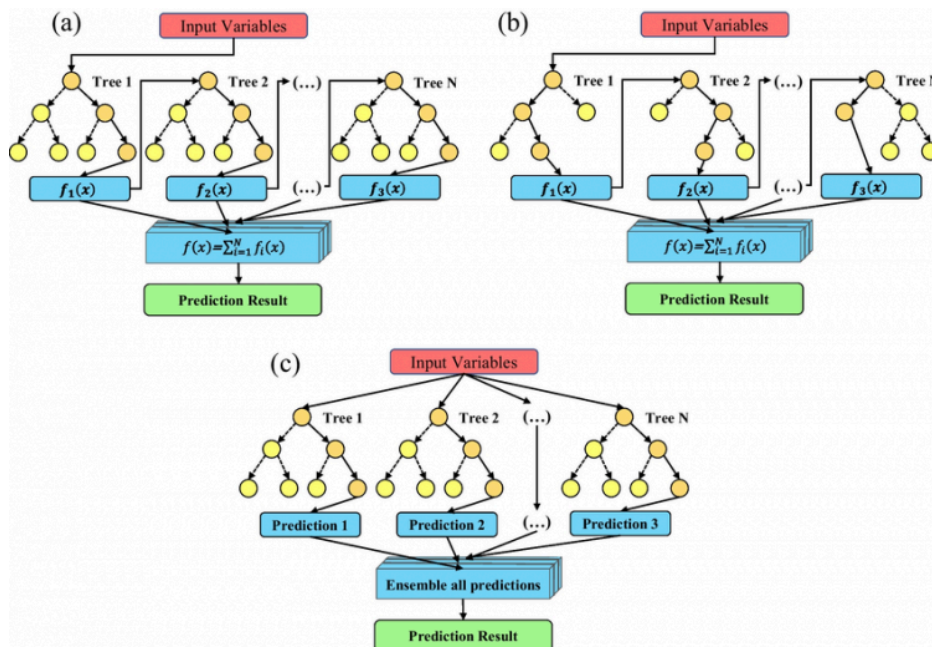 (a)
Input Variables
Tree 1
Tree 2
(...)
Tree N
f₁(x)
f₂(x)
(...)
f₃(x)
f(x)=∑ᵢ₌₁ᴺ fᵢ(x)
Prediction Result
(b)
Input Variables
Tree 1
Tree 2
(...)
Tree N
f₁(x)
f₂(x)
(...)
f₃(x)
f(x)=∑ᵢ₌₁ᴺ fᵢ(x)
Prediction Result
(c)
Input Variables
Tree 1
Tree 2
(...)
Tree N
Prediction 1
Prediction 2
(...)
Prediction 3
Ensemble all predictions
Prediction Result